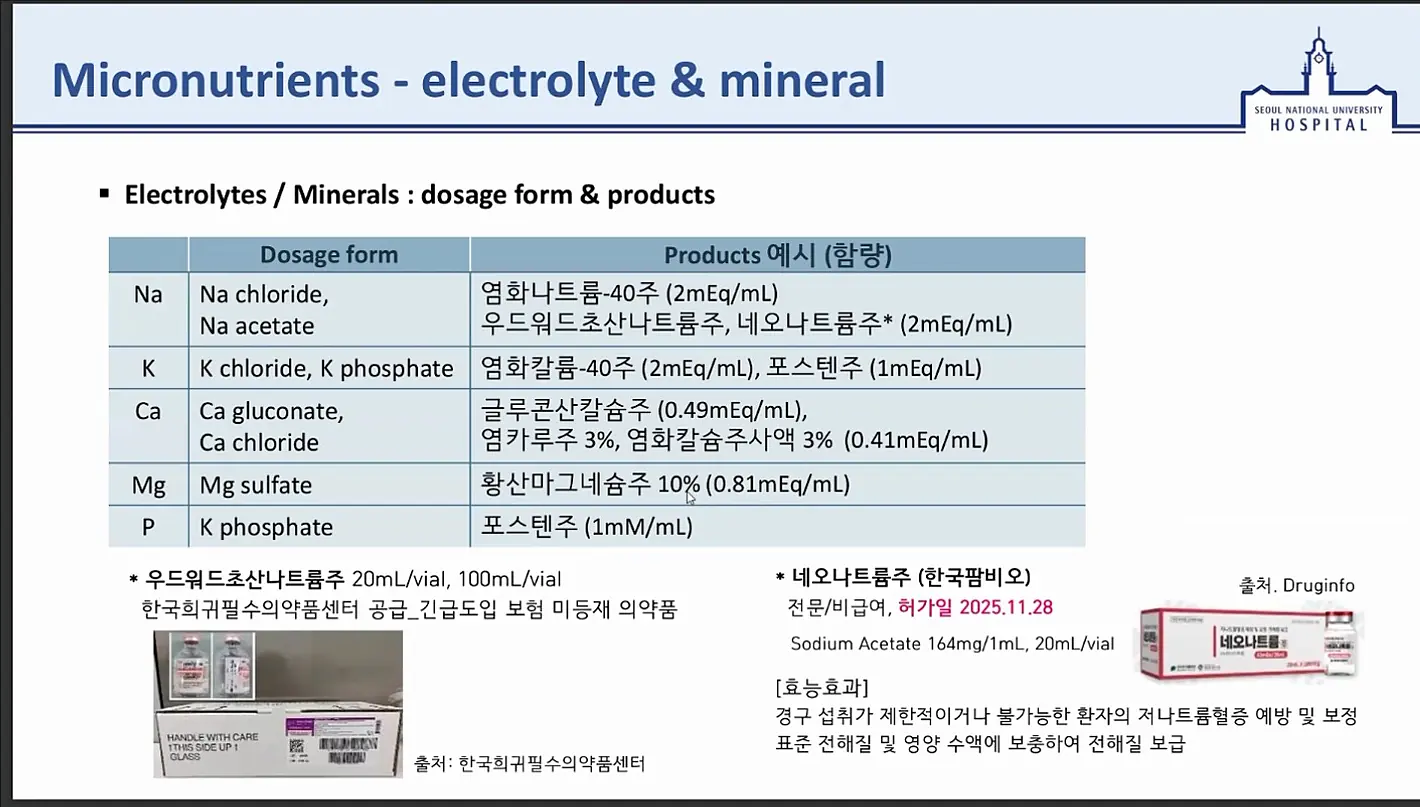 Micronutrients - electrolyte & mineral
SEOUL NATIONAL UNIVERSITY
HOSPITAL
▪ Electrolytes / Minerals : dosage form & products
Dosage form
Products 예시 (함량)
Na
Na chloride,
Na acetate
염화나트륨-40주 (2mEq/mL)
우드워드초산나트륨주, 네오나트륨주* (2mEq/mL)
K
K chloride, K phosphate
염화칼륨-40주 (2mEq/mL), 포스텐주 (1mEq/mL)
Ca
Ca gluconate,
Ca chloride
글루콘산칼슘주 (0.49mEq/mL),
염카루주 3%, 염화칼슘주사액 3% (0.41mEq/mL)
Mg
Mg sulfate
황산마그네슘주 10% (0.81mEq/mL)
P
K phosphate
포스텐주 (1mM/mL)
* 우드워드초산나트륨주 20mL/vial, 100mL/vial
한국희귀필수의약품센터 공급_긴급도입 보험 미등재 의약품
HANDLE WITH CARE
THIS SIDE UP
GLASS
출처: 한국희귀필수의약품센터
* 네오나트륨주 (한국팜비오)
전문/비급여, 허가일 2025.11.28
Sodium Acetate 164mg/1mL, 20mL/vial
출처. Druginfo
네오나트륨주
[효능효과]
경구 섭취가 제한적이거나 불가능한 환자의 저나트륨혈증 예방 및 보정
표준 전해질 및 영양 수액에 보충하여 전해질 보급